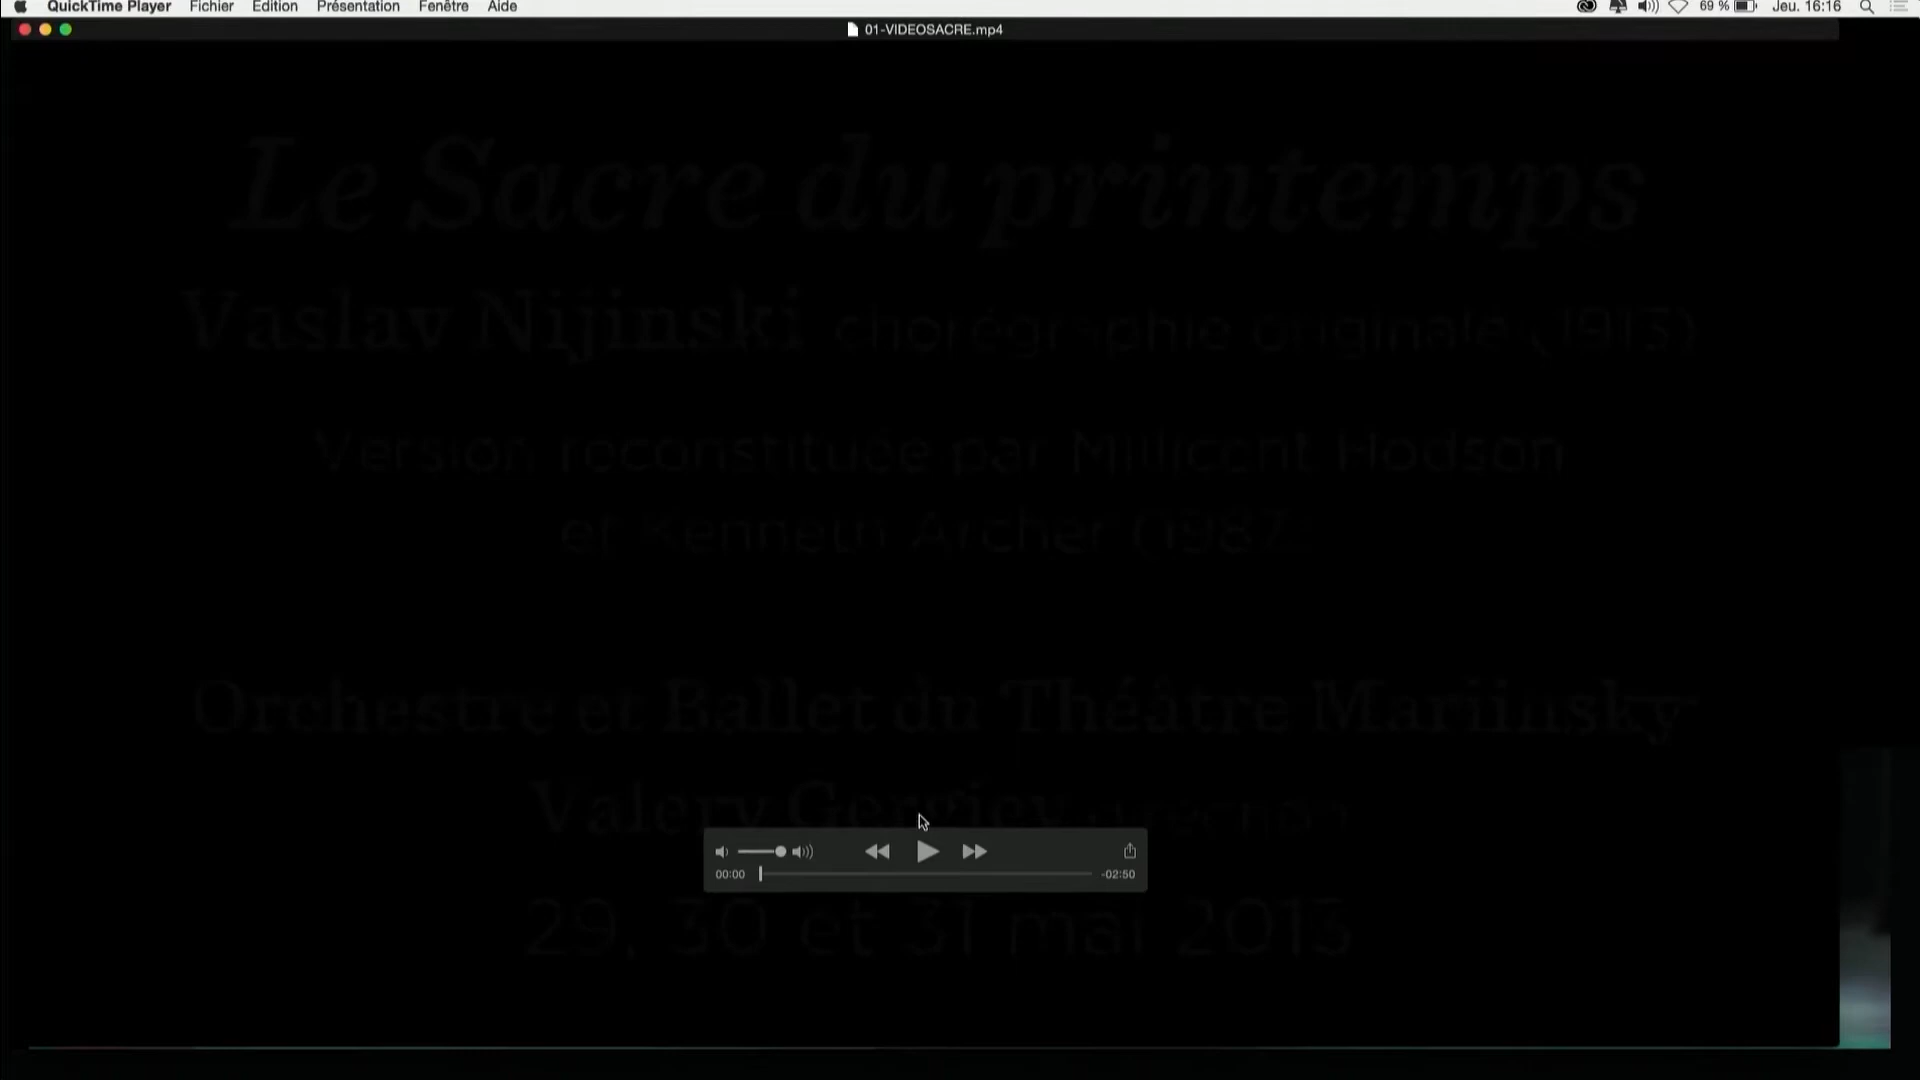 QuickTime Player Fichier Edition Présentation Fenêtre Aide 69 % Jeu. 16:16
01-VIDEOSACRE.mp4
Le Sacre du printemps
Vaslav Nijinski chorégraphie originale (1913)
Version reconstituée par Millicent Hodson
et Kenneth Archer (1987)
Orchestre et Ballet du Théâtre Mariinsky
Valery Gergiev
00:00 -02:50
29, 30 et 31 mai 2013